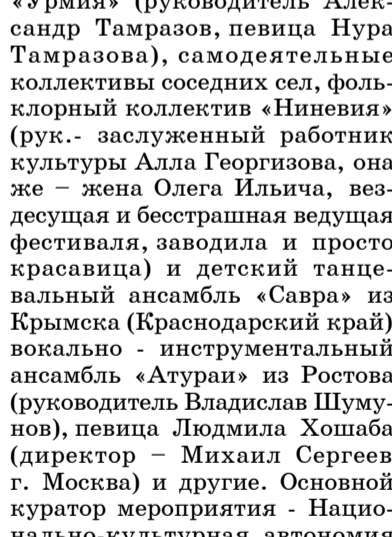 «Урмия» (руководитель Алек-
сандр Тамразов, певица Нура
Тамразова), самодеятельные
коллективы соседних сел, фоль-
клорный коллектив «Ниневия»
(рук.- заслуженный работник
культуры Алла Георгизова, она
же – жена Олега Ильича, вез-
десущая и бесстрашная ведущая
фестиваля, заводила и просто
красавица) и детский танце-
вальный ансамбль «Савра» из
Крымска (Краснодарский край)
вокально - инструментальный
ансамбль «Атураи» из Ростова
(руководитель Владислав Шуму-
нов), певица Людмила Хошаба
(директор – Михаил Сергеев
г. Москва) и другие. Основной
куратор мероприятия - Нацио-
нально-культурная автономия